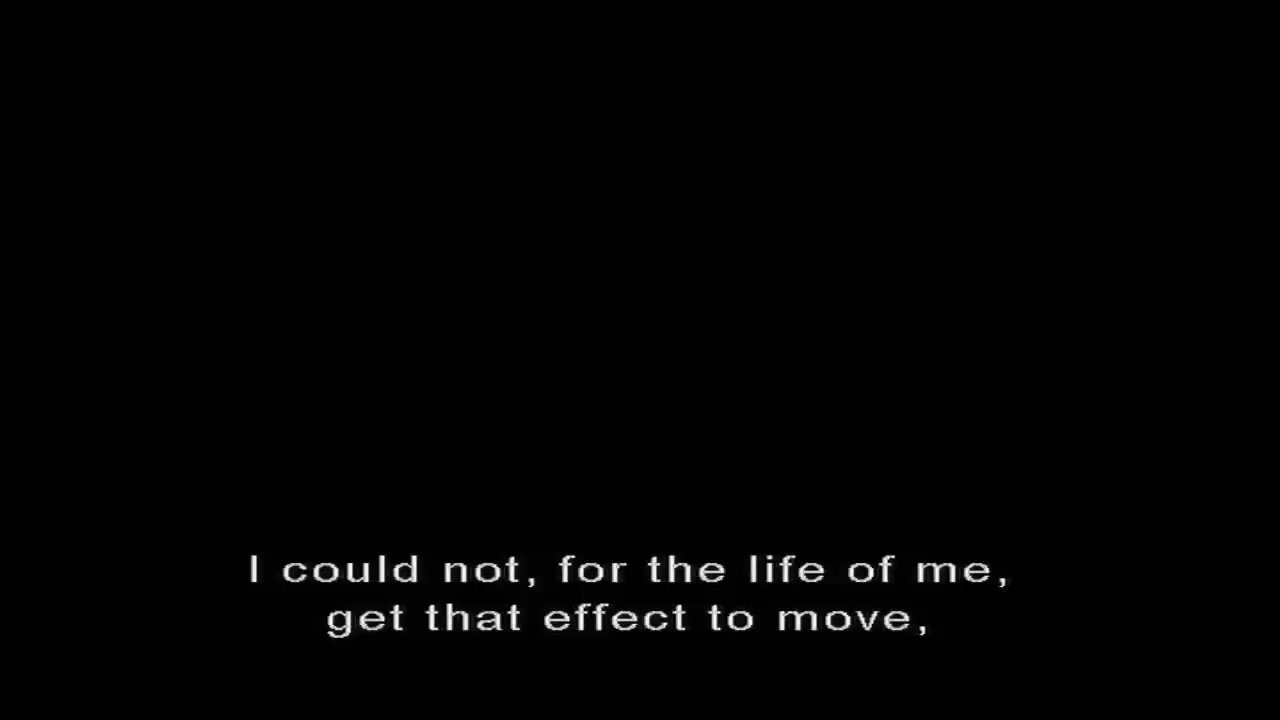 I could not, for the life of me,
get that effect to move,